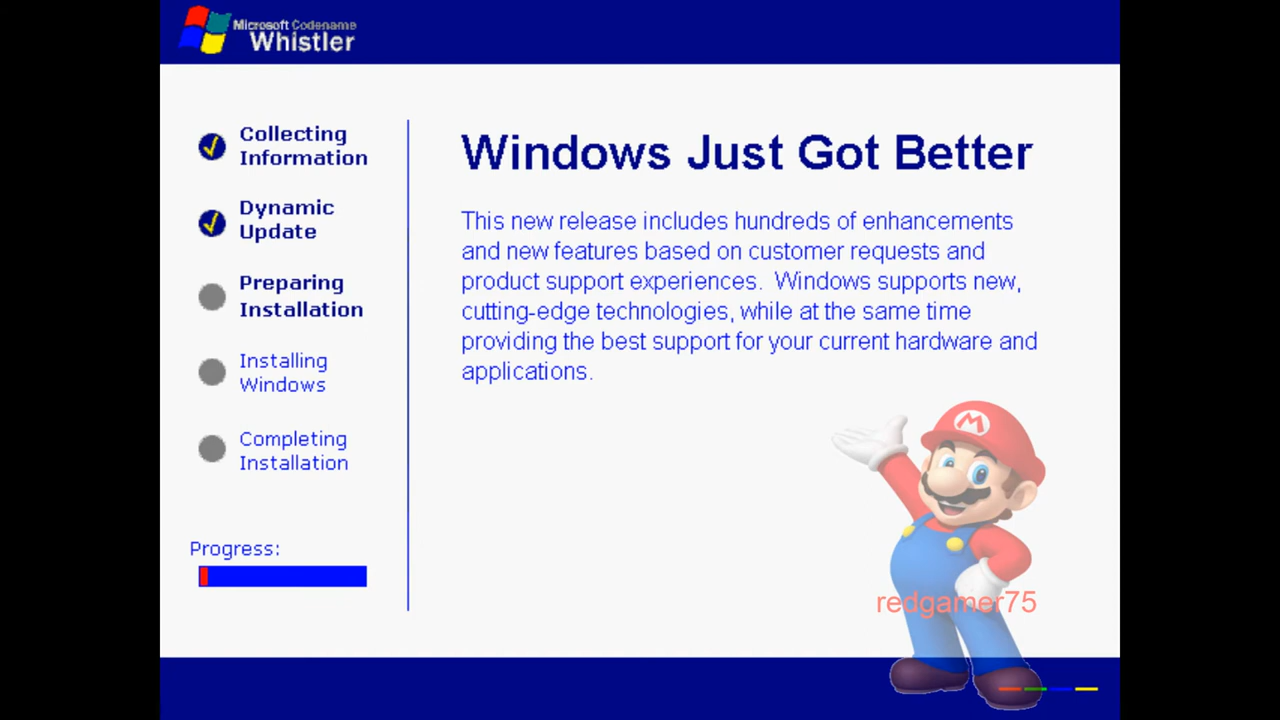 Microsoft Codename
Whistler
Collecting
Information
Dynamic
Update
Preparing
Installation
Installing
Windows
Completing
Installation
Progress:
Windows Just Got Better
This new release includes hundreds of enhancements
and new features based on customer requests and
product support experiences.  Windows supports new,
cutting-edge technologies, while at the same time
providing the best support for your current hardware and
applications.
M
redgamer75